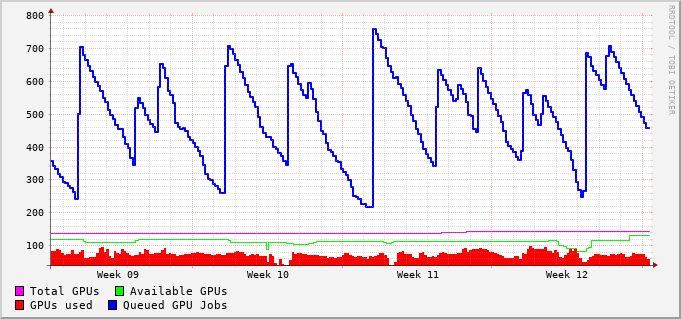 800
700
600
500
400
300
200
100
Week 09 Week 10 Week 11 Week 12
Total GPUs Available GPUs
GPUs used Queued GPU Jobs
RRDTOOL / TOBI OETIKER